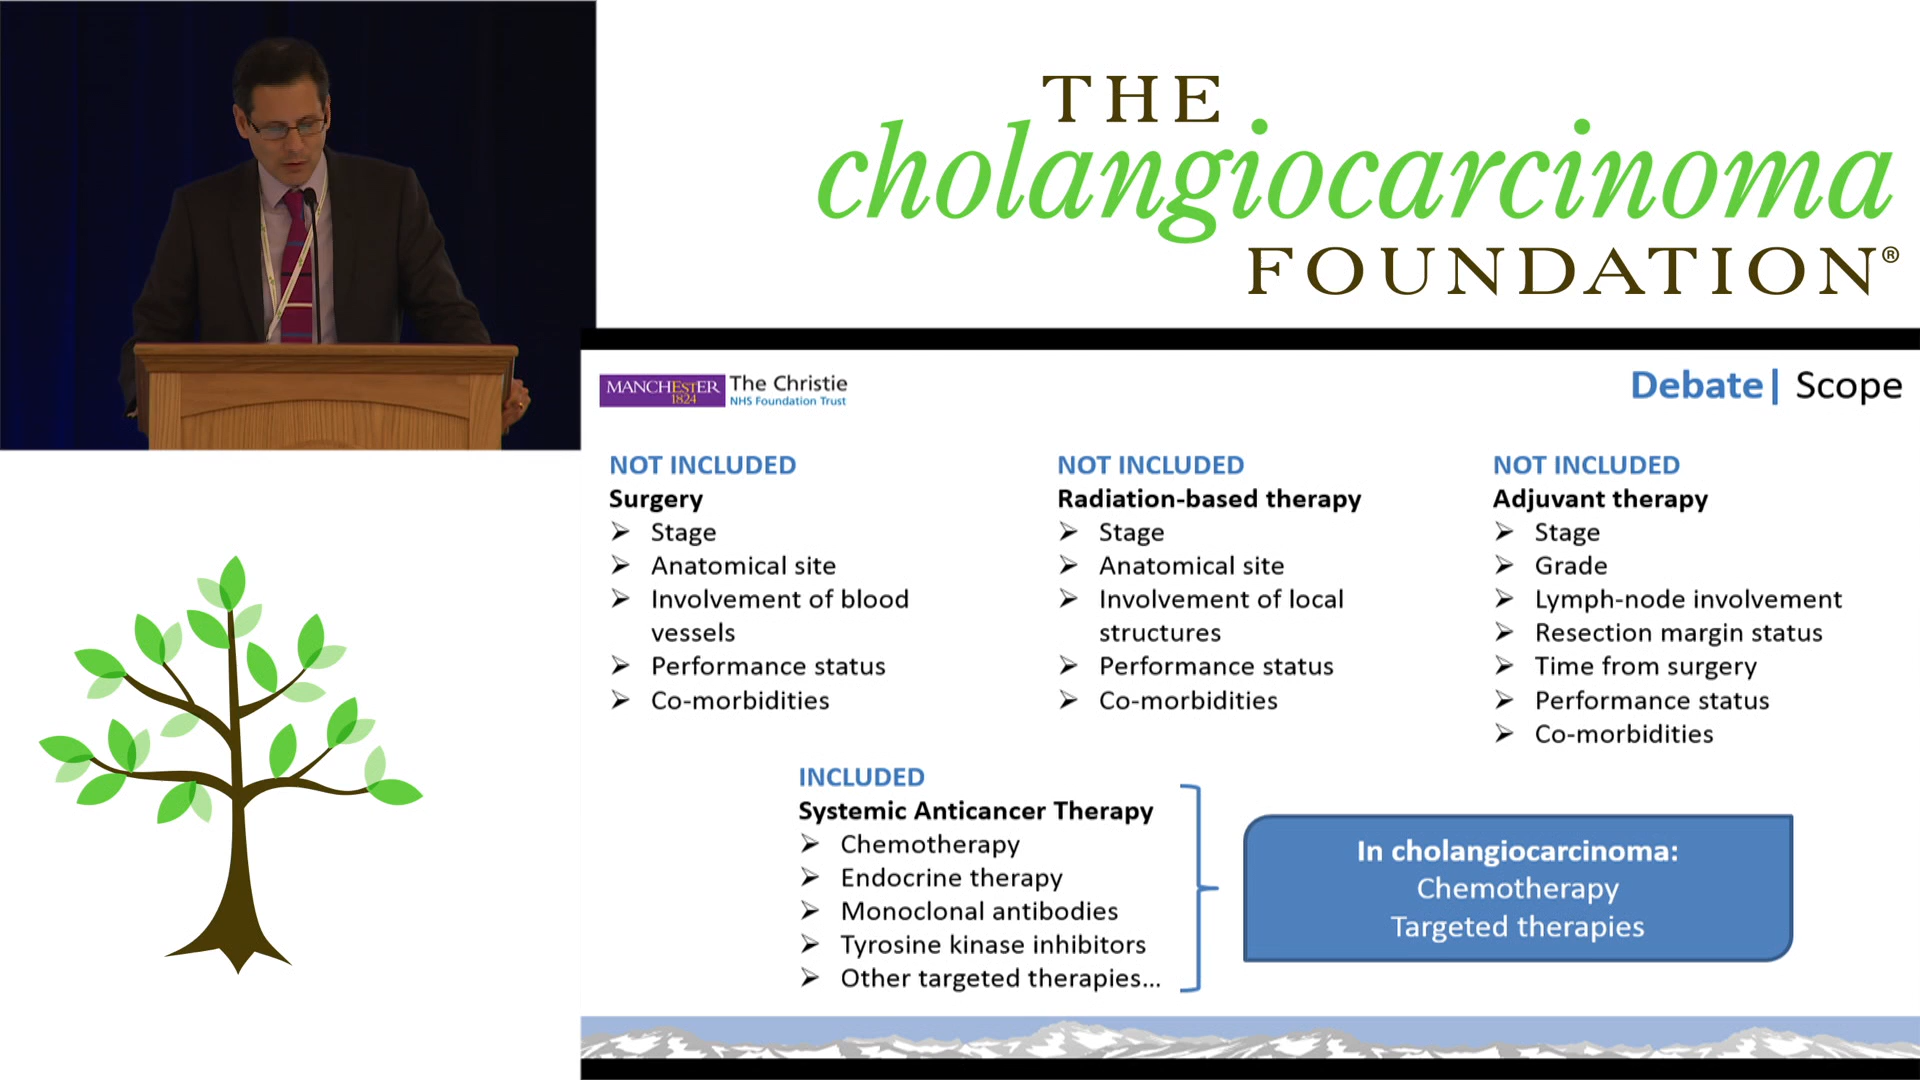 THE
cholangiocarcinoma
FOUNDATION®
MANCHESTER
1824
The Christie
NHS Foundation Trust
Debate| Scope
NOT INCLUDED
Surgery
➢ Stage
➢ Anatomical site
➢ Involvement of blood
vessels
➢ Performance status
➢ Co-morbidities
NOT INCLUDED
Radiation-based therapy
➢ Stage
➢ Anatomical site
➢ Involvement of local
structures
➢ Performance status
➢ Co-morbidities
NOT INCLUDED
Adjuvant therapy
➢ Stage
➢ Grade
➢ Lymph-node involvement
➢ Resection margin status
➢ Time from surgery
➢ Performance status
➢ Co-morbidities
INCLUDED
Systemic Anticancer Therapy
➢ Chemotherapy
➢ Endocrine therapy
➢ Monoclonal antibodies
➢ Tyrosine kinase inhibitors
➢ Other targeted therapies...
In cholangiocarcinoma:
Chemotherapy
Targeted therapies